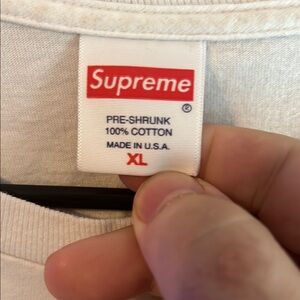 Supreme
®
PRE-SHRUNK
100% COTTON
MADE IN U.S.A.
XL